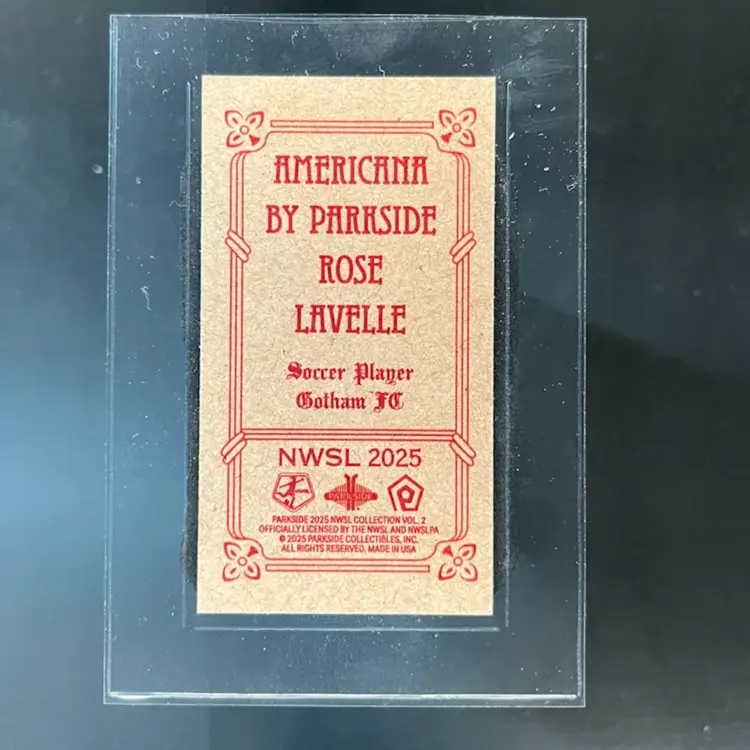 AMERICANA
BY PARKSIDE
ROSE
LAVELLE
Soccer Player
Gotham FC
NWSL 2025
PARKSIDE
PARKSIDE 2025 NWSL COLLECTION VOL. 2
OFFICIALLY LICENSED BY THE NWSL AND NWSLPA
© 2025 PARKSIDE COLLECTIBLES, INC.
ALL RIGHTS RESERVED. MADE IN USA